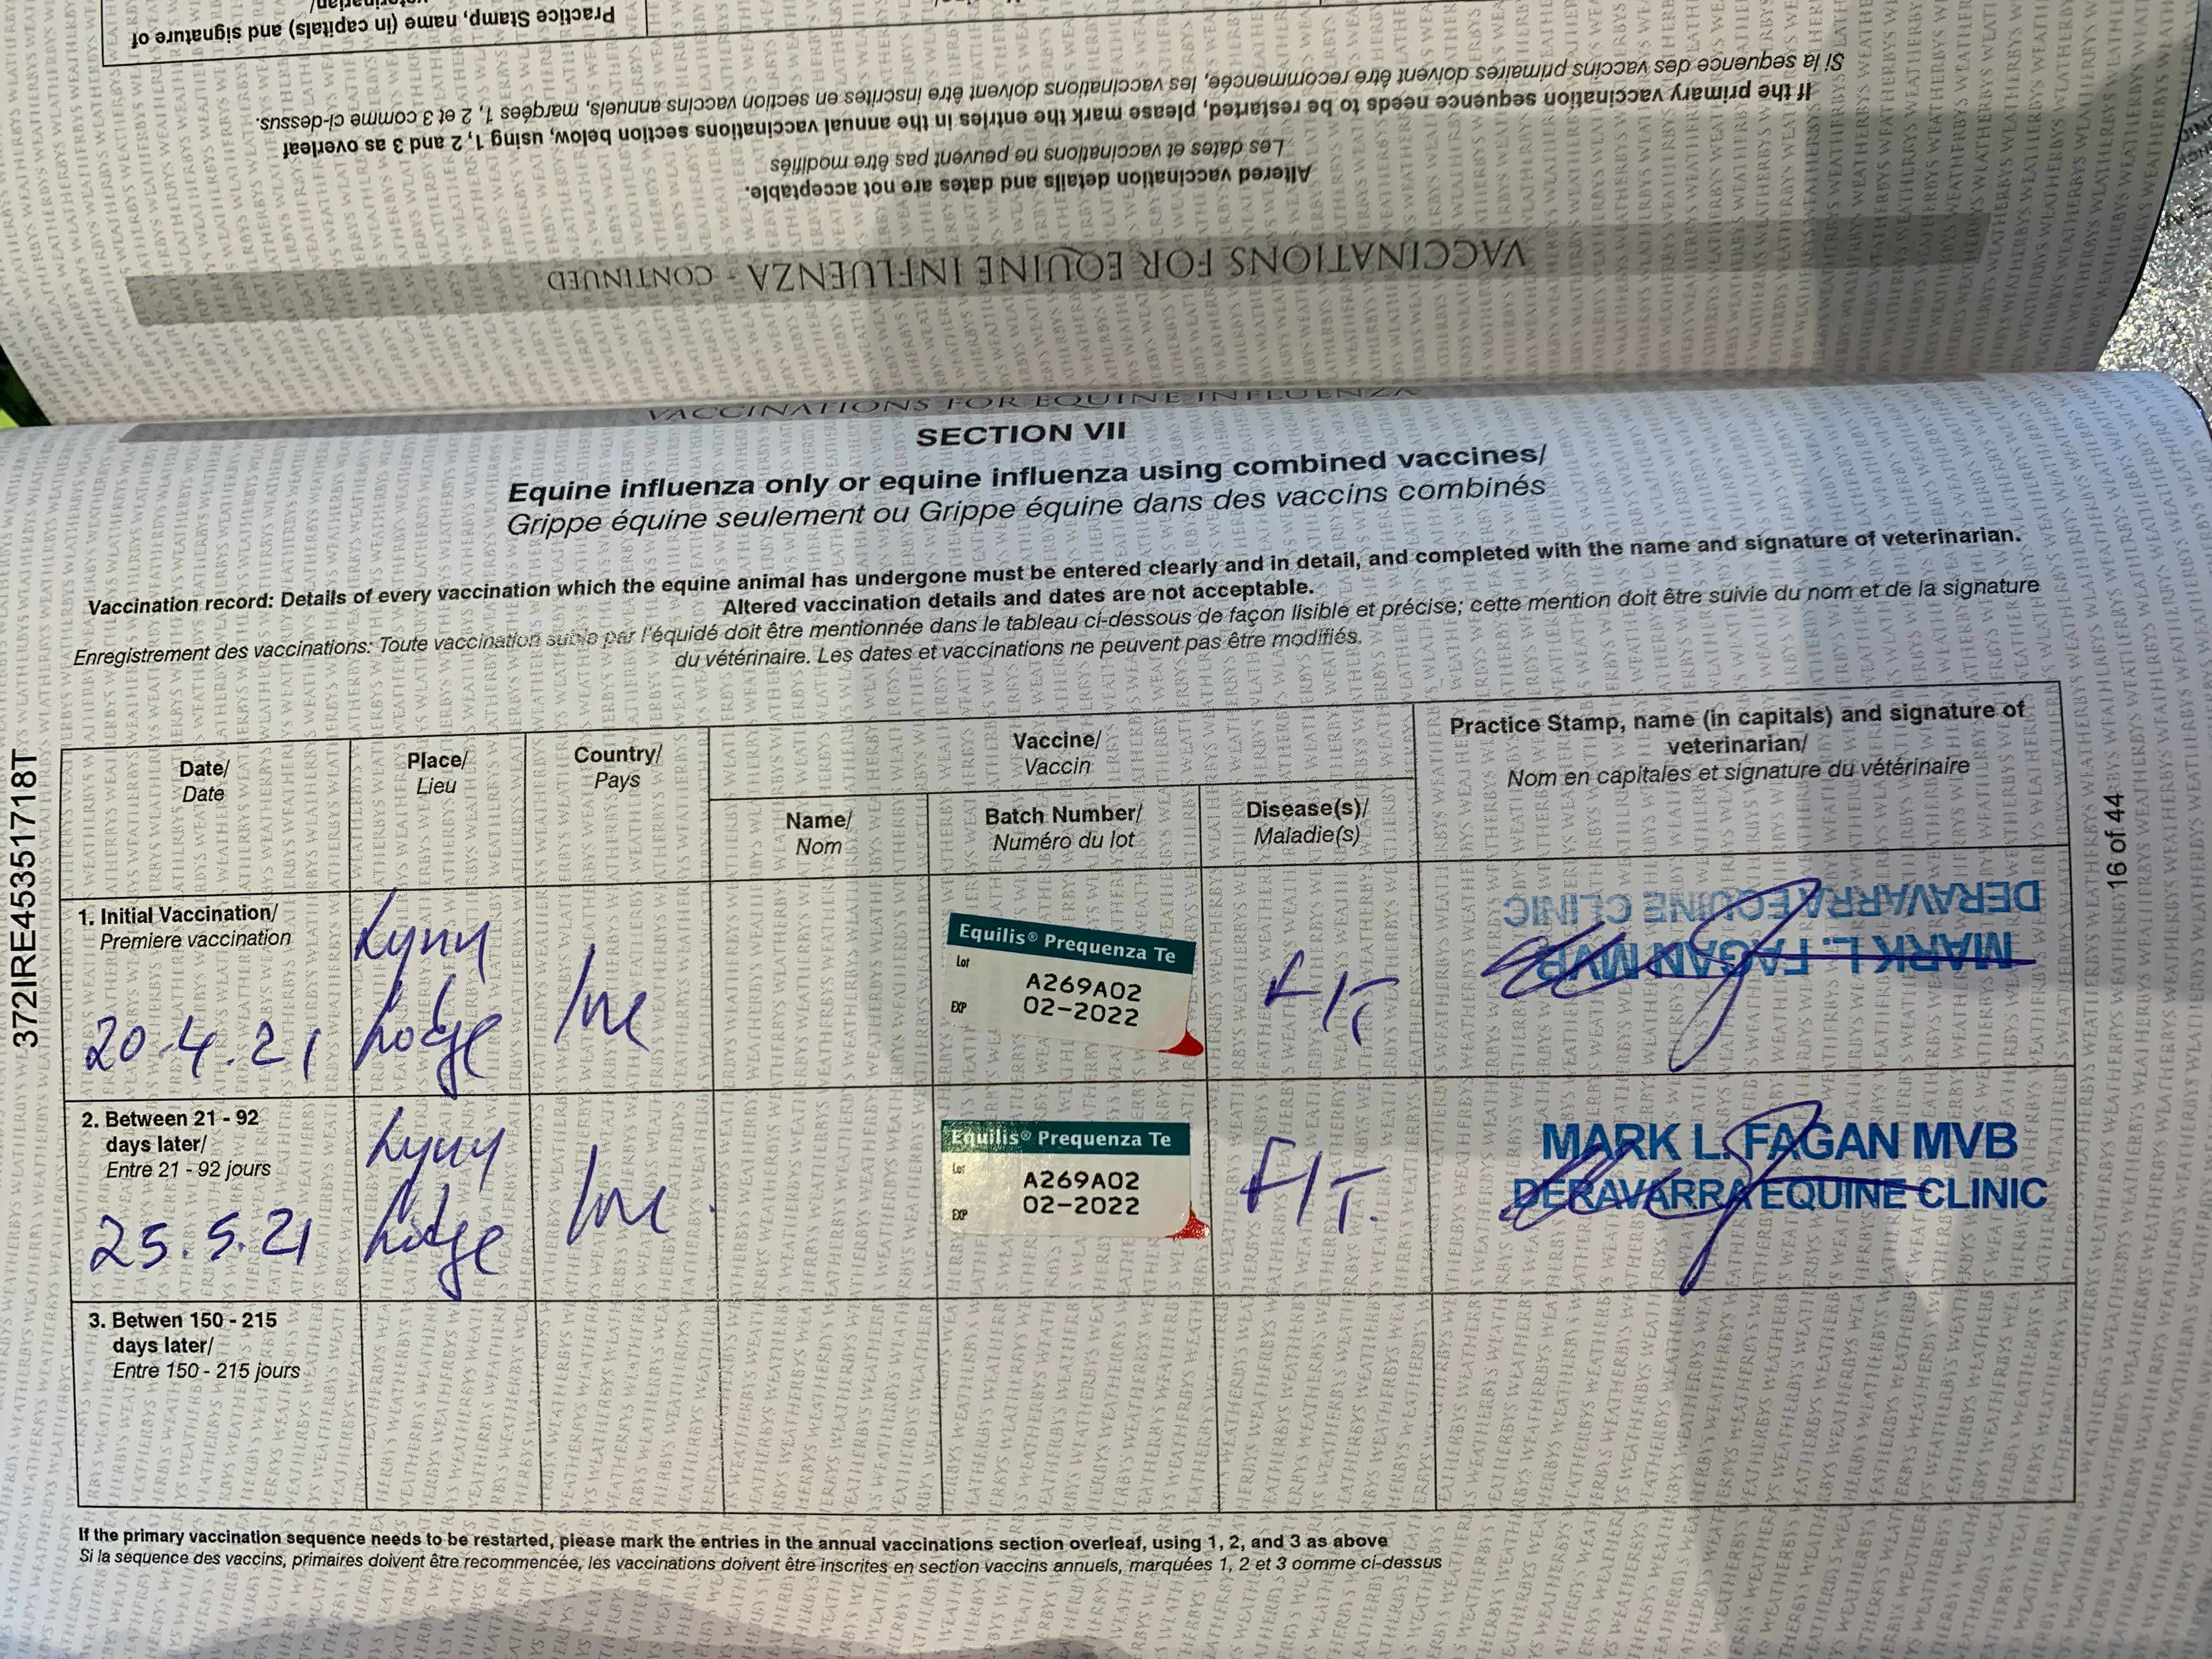 Practice Stamp, name (in capitals) and signature of
Si la sequence des vaccins primaires doivent être recommencée, les vaccinations doivent être inscrites en section vaccins annuels, marqées 1, 2 et 3 comme ci-dessus.
If the primary vaccination sequence needs to be restarted, please mark the entries in the annual vaccinations section below, using 1, 2 and 3 as overleaf
Les dates et vaccinations ne peuvent pas être modifiés
Altered vaccination details and dates are not acceptable.
VACCINATIONS FOR EQUINE INFLUENZA - CONTINUED
VACCINATIONS FOR EQUINE INFLUENZA
SECTION VII
Equine influenza only or equine influenza using combined vaccines/
Grippe équine seulement ou Grippe équine dans des vaccins combinés
Vaccination record: Details of every vaccination which the equine animal has undergone must be entered clearly and in detail, and completed with the name and signature of veterinarian.
Altered vaccination details and dates are not acceptable.
Enregistrement des vaccinations: Toute vaccination subie par l'équidé doit être mentionnée dans le tableau ci-dessous de façon lisible et précise; cette mention doit être suivie du nom et de la signature
du vétérinaire. Les dates et vaccinations ne peuvent pas être modifiés.
372IRE45351718T
16 of 44
Date/
Date
Place/
Lieu
Country/
Pays
Vaccine/
Vaccin
Name/
Nom
Batch Number/
Numéro du lot
Disease(s)/
Maladie(s)
Practice Stamp, name (in capitals) and signature of
veterinarian/
Nom en capitales et signature du vétérinaire
1. Initial Vaccination/
Premiere vaccination
20.4.21
Lynn
Lodge
Ire
Equilis® Prequenza Te
Lot
A269A02
EXP
02-2022
F/T
MARK L. FAGAN MVB
DERAVARRA EQUINE CLINIC
2. Between 21 - 92
days later/
Entre 21 - 92 jours
25.5.21
Lynn
Lodge
Ire.
Equilis® Prequenza Te
Lot
A269A02
EXP
02-2022
F/T.
MARK L. FAGAN MVB
DERAVARRA EQUINE CLINIC
3. Betwen 150 - 215
days later/
Entre 150 - 215 jours
If the primary vaccination sequence needs to be restarted, please mark the entries in the annual vaccinations section overleaf, using 1, 2, and 3 as above
Si la séquence des vaccins, primaires doivent être recommencée, les vaccinations doivent être inscrites en section vaccins annuels, marquées 1, 2 et 3 comme ci-dessus